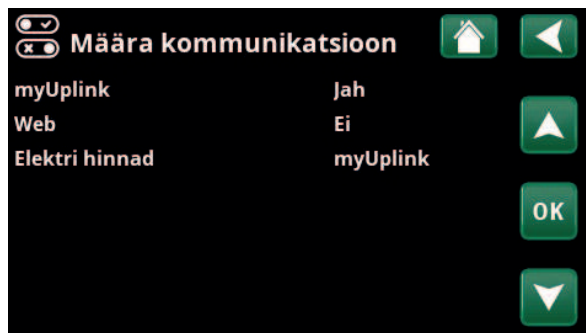 Määra kommunikatsioon
myUplink Jah
Web Ei
Elektri hinnad myUplink
OK